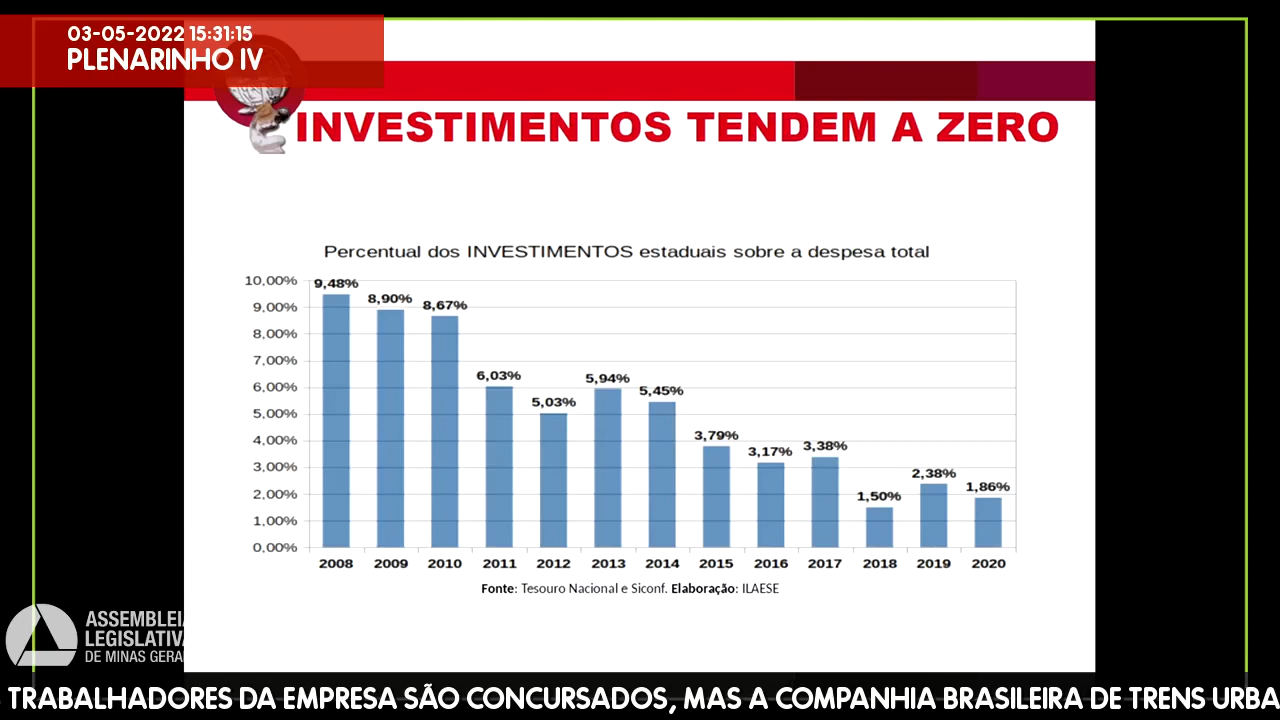 03-05-2022 15:31:15
PLENARINHO IV
INVESTIMENTOS TENDEM A ZERO
Percentual dos INVESTIMENTOS estaduais sobre a despesa total
10,00%
9,00%
8,00%
7,00%
6,00%
5,00%
4,00%
3,00%
2,00%
1,00%
0,00%
9,48%
8,90%
8,67%
6,03%
5,03%
5,94%
5,45%
3,79%
3,17%
3,38%
1,50%
2,38%
1,86%
2008 2009 2010 2011 2012 2013 2014 2015 2016 2017 2018 2019 2020
Fonte: Tesouro Nacional e Siconf. Elaboração: ILAESE
ASSEMBLEIA
LEGISLATIVA
DE MINAS GERAI
TRABALHADORES DA EMPRESA SÃO CONCURSADOS, MAS A COMPANHIA BRASILEIRA DE TRENS URBA